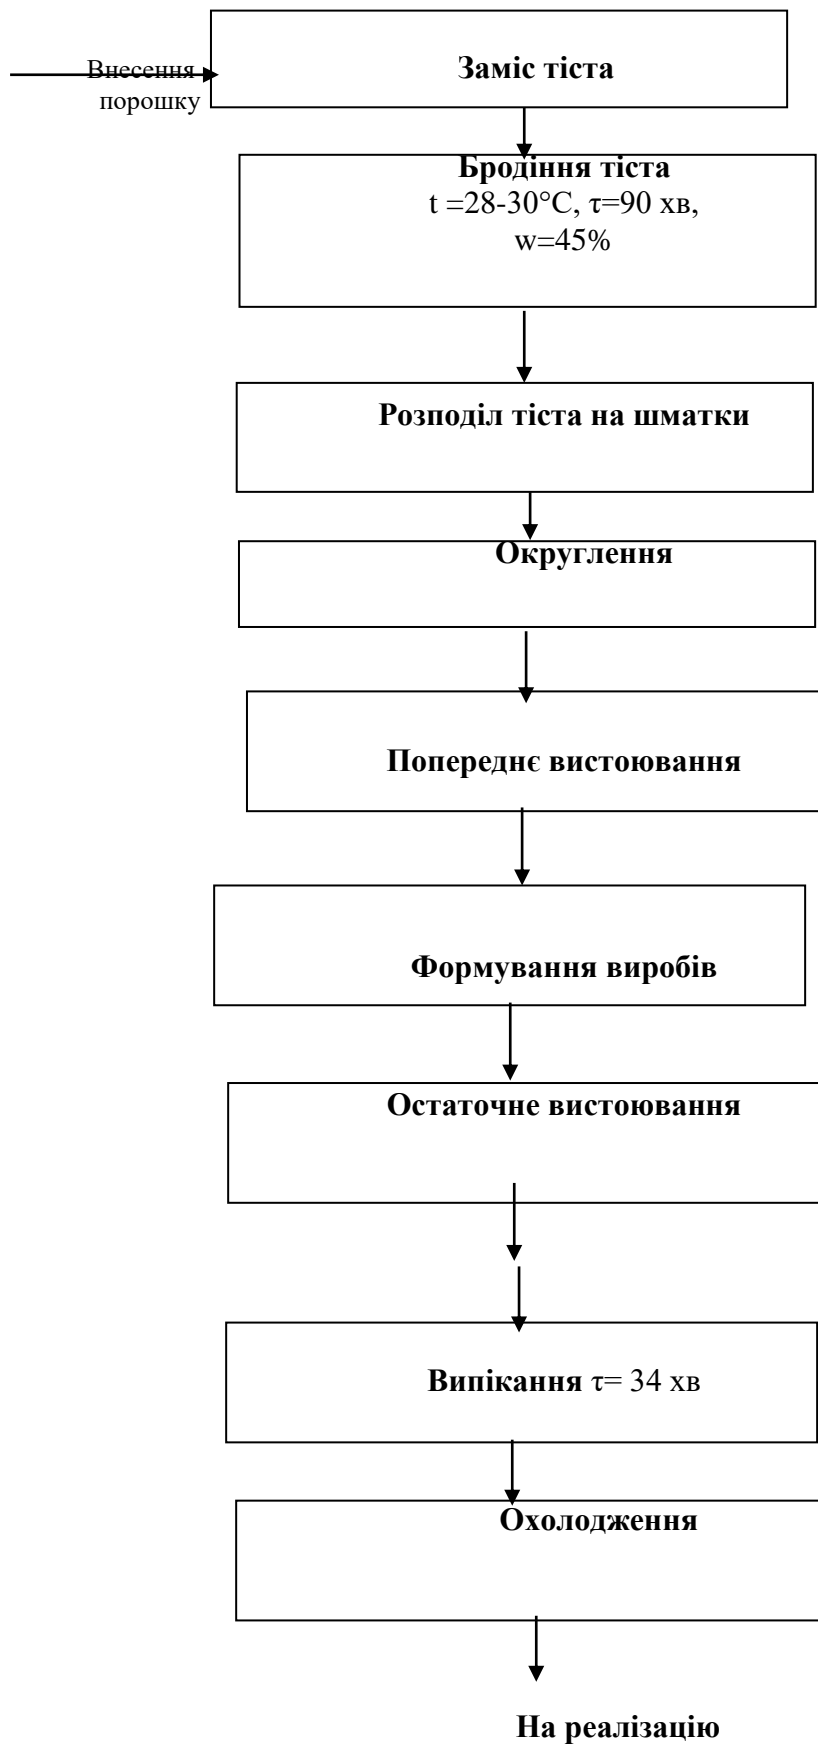 Внесення
порошку
Заміс тіста
Бродіння тіста
t =28-30°C, τ=90 хв,
w=45%
Розподіл тіста на шматки
Округлення
Попереднє вистоювання
Формування виробів
Остаточне вистоювання
Випікання τ= 34 хв
Охолодження
На реалізацію